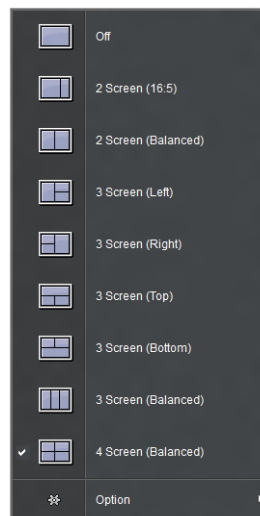 Off
2 Screen (16:5)
2 Screen (Balanced)
3 Screen (Left)
3 Screen (Right)
3 Screen (Top)
3 Screen (Bottom)
3 Screen (Balanced)
4 Screen (Balanced)
Option